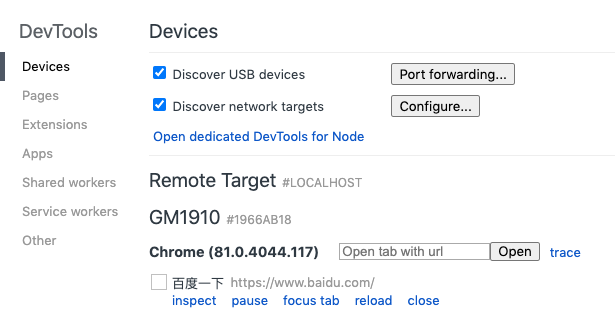 DevTools
Devices
Pages
Extensions
Apps
Shared workers
Service workers
Other
Devices
Discover USB devices Port forwarding...
Discover network targets Configure...
Open dedicated DevTools for Node
Remote Target #LOCALHOST
GM1910 #1966AB18
Chrome (81.0.4044.117) Open tab with url Open trace
百度一下 https://www.baidu.com/
inspect pause focus tab reload close